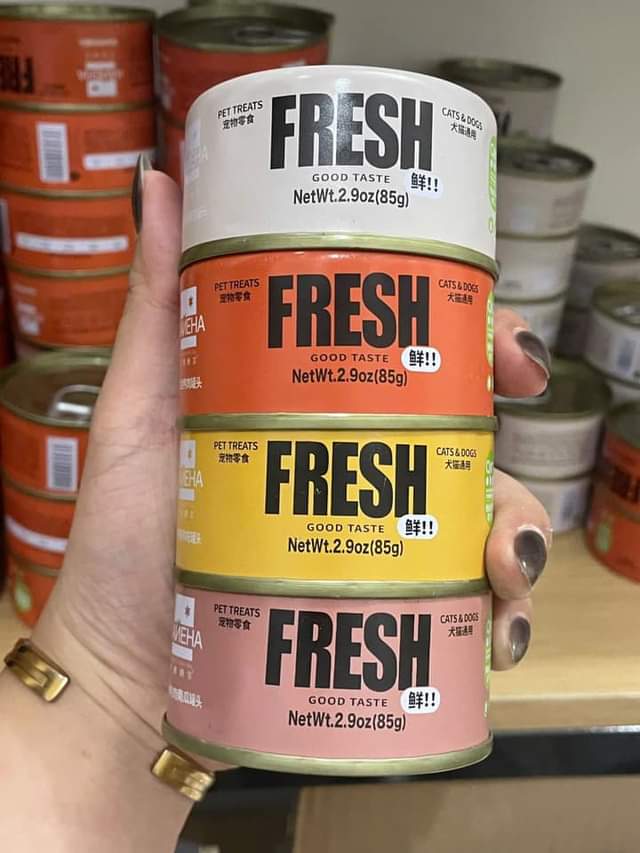 PET TREATS
宠物零食
FRESH
CATS & DOGS
犬猫通用
GOOD TASTE
鲜!!
NetWt.2.9oz(85g)
PET TREATS
宠物零食
FRESH
CATS & DOGS
犬猫通用
GOOD TASTE
鲜!!
NetWt.2.9oz(85g)
PET TREATS
宠物零食
FRESH
CATS & DOGS
犬猫通用
GOOD TASTE
鲜!!
NetWt.2.9oz(85g)
PET TREATS
宠物零食
FRESH
CATS & DOGS
犬猫通用
GOOD TASTE
鲜!!
NetWt.2.9oz(85g)